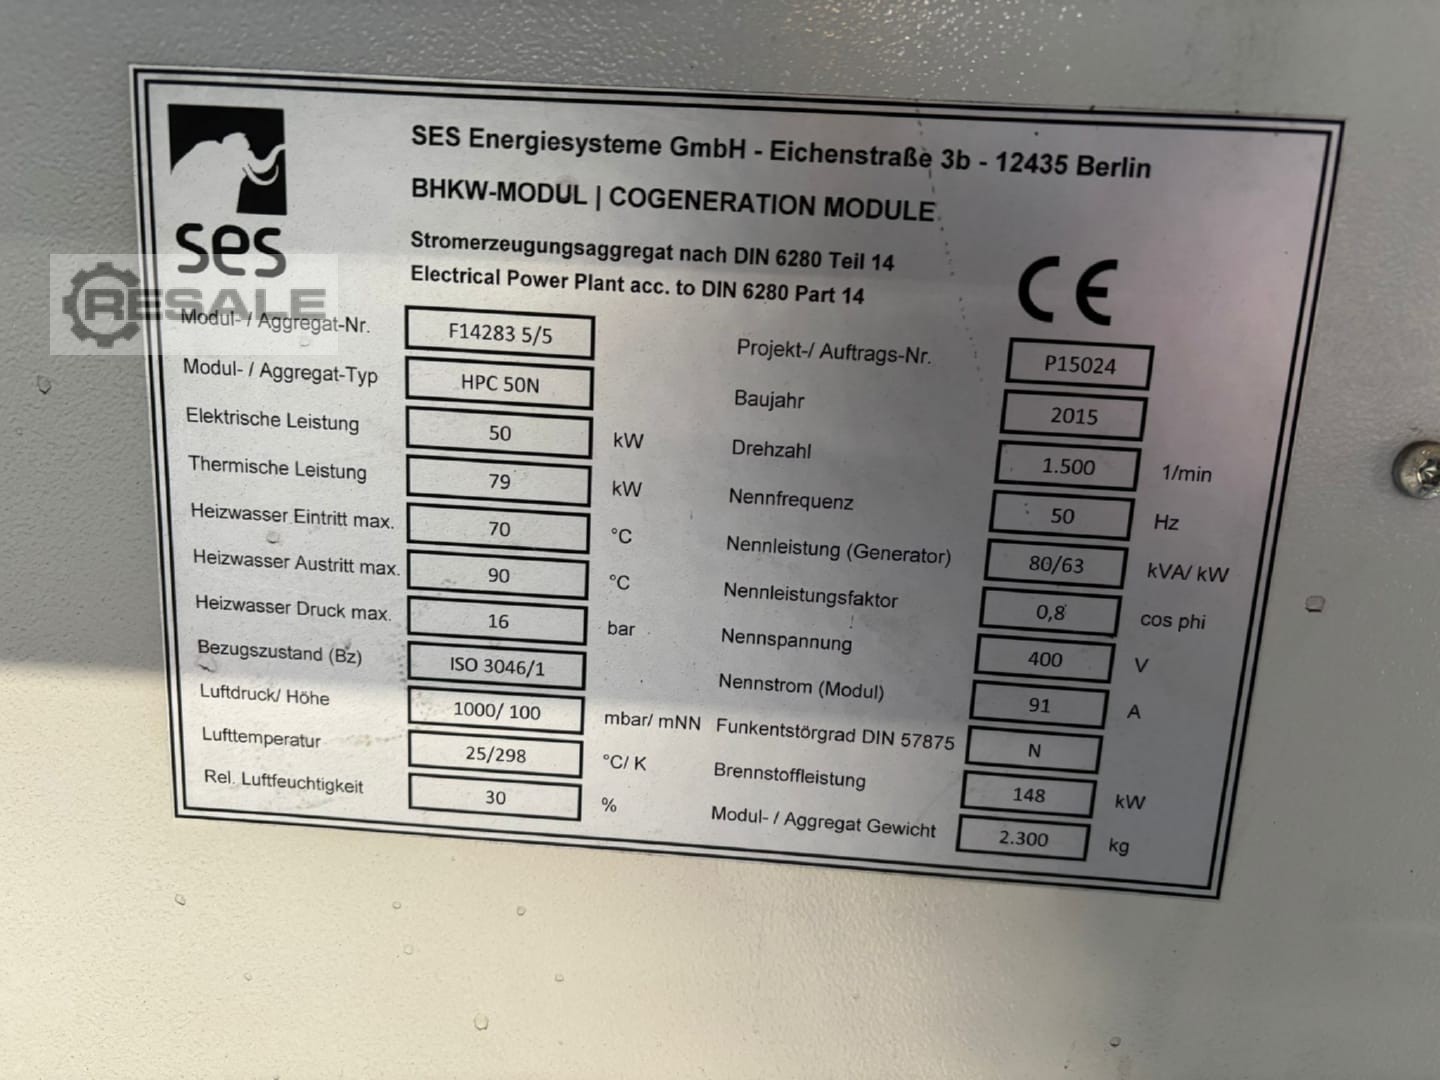 SES Energiesysteme GmbH - Eichenstraße 3b - 12435 Berlin
BHKW-MODUL | COGENERATION MODULE
Stromerzeugungsaggregat nach DIN 6280 Teil 14
Electrical Power Plant acc. to DIN 6280 Part 14
ses
CE
RESALE
Modul- / Aggregat-Nr. F14283 5/5
Modul- / Aggregat-Typ HPC 50N
Elektrische Leistung 50 kW
Thermische Leistung 79 kW
Heizwasser Eintritt max. 70 °C
Heizwasser Austritt max. 90 °C
Heizwasser Druck max. 16 bar
Bezugszustand (Bz) ISO 3046/1
Luftdruck/ Höhe 1000/ 100 mbar/ mNN
Lufttemperatur 25/298 °C/ K
Rel. Luftfeuchtigkeit 30 %
Projekt-/ Auftrags-Nr. P15024
Baujahr 2015
Drehzahl 1.500 1/min
Nennfrequenz 50 Hz
Nennleistung (Generator) 80/63 kVA/ kW
Nennleistungsfaktor 0,8 cos phi
Nennspannung 400 V
Nennstrom (Modul) 91 A
Funkentstörgrad DIN 57875 N
Brennstoffleistung 148 kW
Modul- / Aggregat Gewicht 2.300 kg